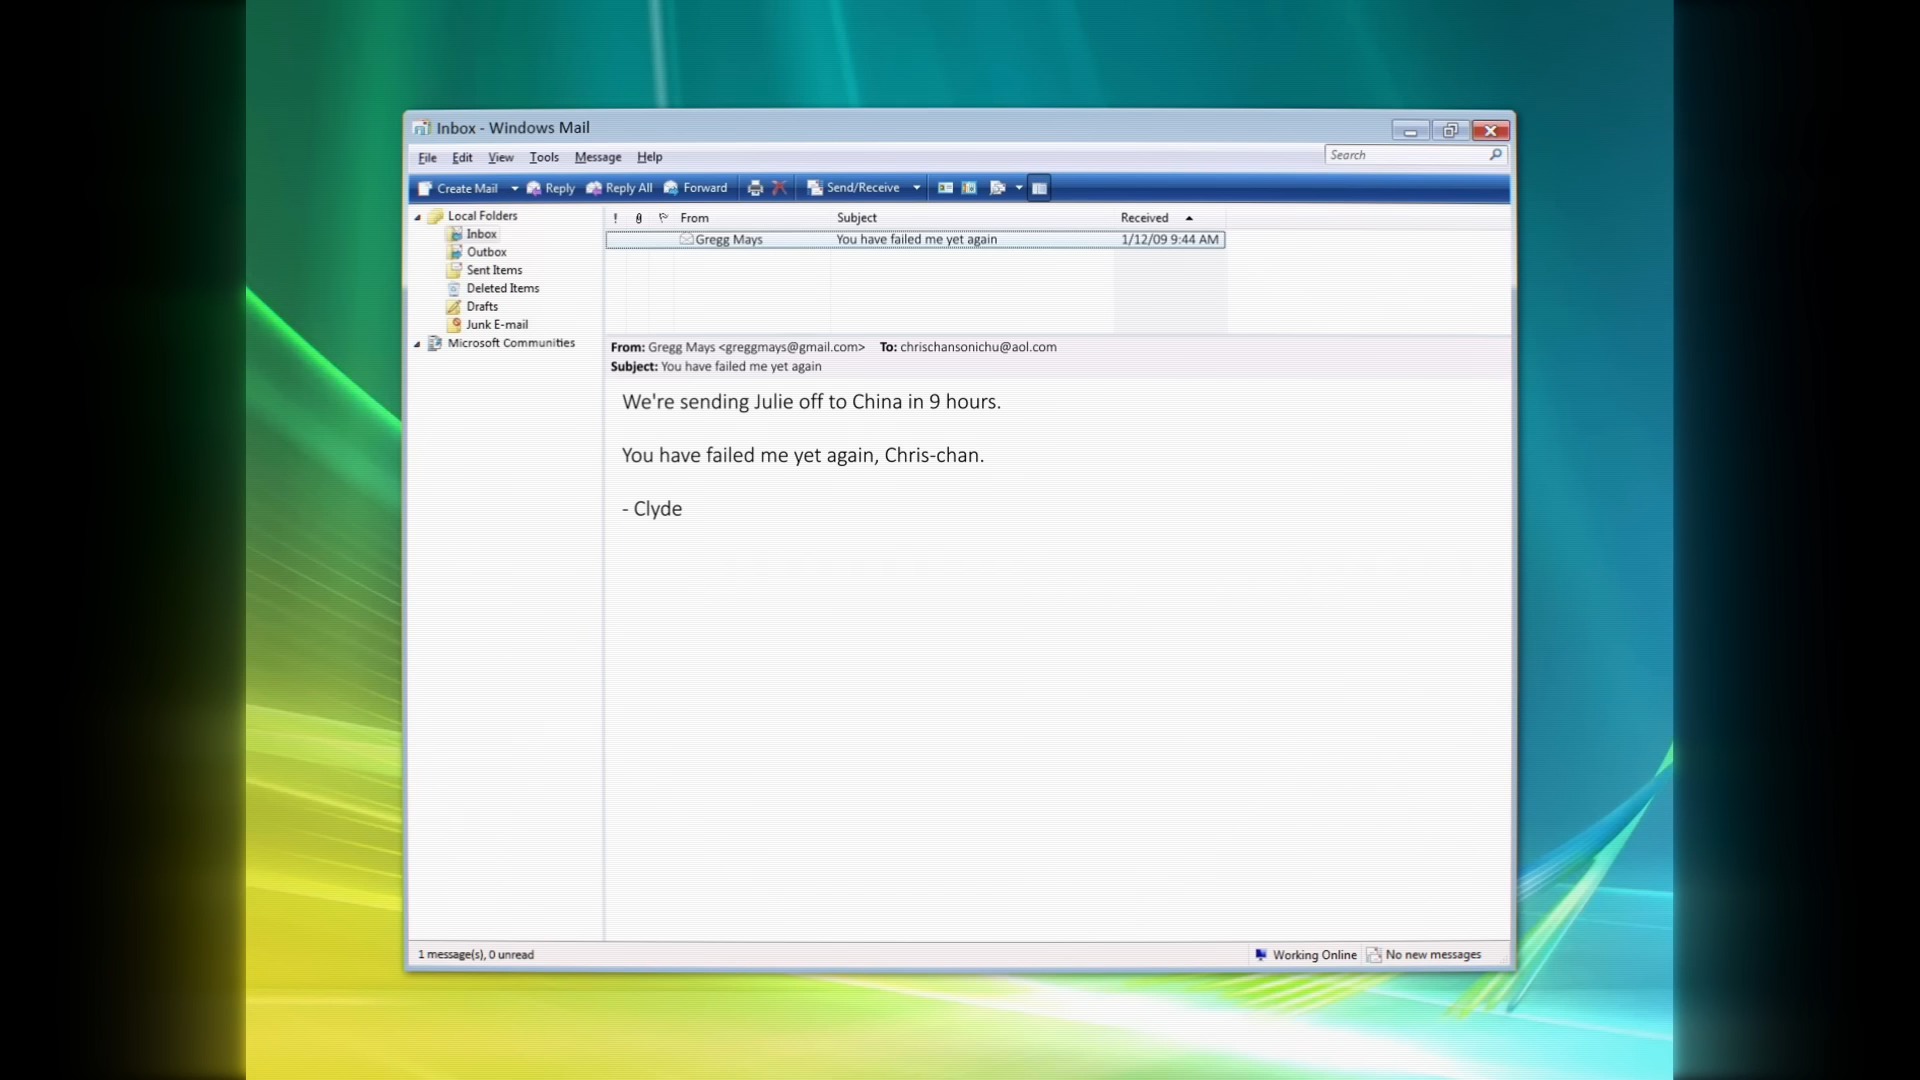 Inbox - Windows Mail
File Edit View Tools Message Help
Search
Create Mail Reply Reply All Forward Send/Receive
Local Folders
Inbox
Outbox
Sent Items
Deleted Items
Drafts
Junk E-mail
Microsoft Communities
! From Subject Received
Gregg Mays You have failed me yet again 1/12/09 9:44 AM
From: Gregg Mays <greggmays@gmail.com> To: chrischansonichu@aol.com
Subject: You have failed me yet again
We're sending Julie off to China in 9 hours.
You have failed me yet again, Chris-chan.
- Clyde
1 message(s), 0 unread
Working Online No new messages